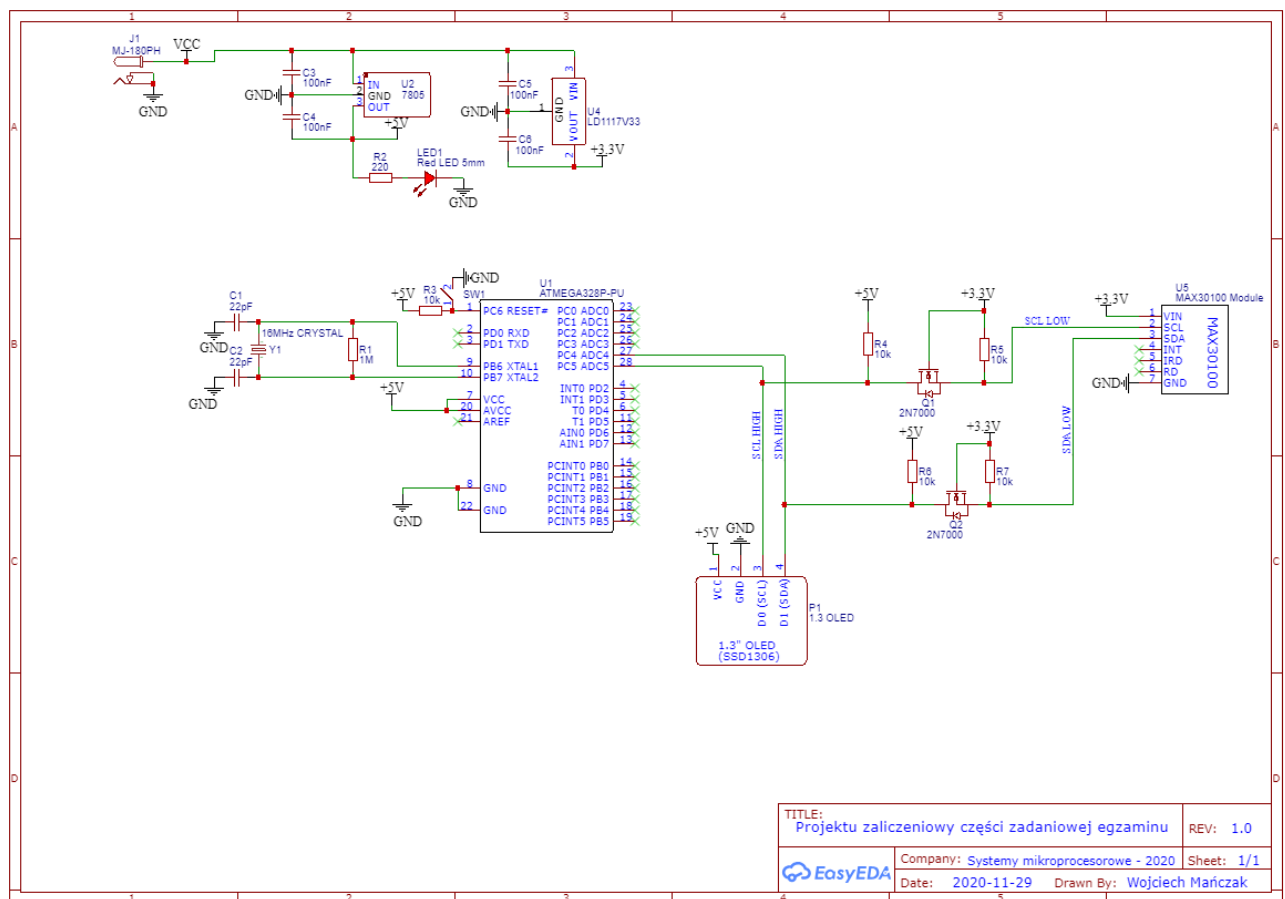 1 2 3 4 5
A
B
C
D
J1
MJ-180PH
VCC
GND
C3
100nF
GND
C4
100nF
1 IN
2 GND
3 OUT
U2
7805
+5V
R2
220
LED1
Red LED 5mm
GND
C5
100nF
GND
C6
100nF
3
VIN
1
GND
VOUT
2
U4
LD1117V33
+3.3V
C1
22pF
GND
C2
22pF
GND
16MHz CRYSTAL
Y1
R1
1M
+5V
R3
10k
SW1
1
2
GND
+5V
GND
U1
ATMEGA328P-PU
1 PC6 RESET#
2 PD0 RXD
3 PD1 TXD
9 PB6 XTAL1
10 PB7 XTAL2
7 VCC
20 AVCC
21 AREF
8 GND
22 GND
PC0 ADC0 23
PC1 ADC1 24
PC2 ADC2 25
PC3 ADC3 26
PC4 ADC4 27
PC5 ADC5 28
INT0 PD2 4
INT1 PD3 5
T0 PD4 6
T1 PD5 11
AIN0 PD6 12
AIN1 PD7 13
PCINT0 PB0 14
PCINT1 PB1 15
PCINT2 PB2 16
PCINT3 PB3 17
PCINT4 PB4 18
PCINT5 PB5 19
SCL HIGH
SDA HIGH
+5V
R4
10k
Q1
2N7000
+3.3V
R5
10k
SCL LOW
+5V
R6
10k
Q2
2N7000
+3.3V
R7
10k
SDA LOW
+3.3V
GND
U5
MAX30100 Module
1 VIN
2 SCL
3 SDA
4 INT
5 IRD
6 RD
7 GND
MAX30100
+5V
GND
1 2 3 4
VCC
GND
D0 (SCL)
D1 (SDA)
1.3" OLED
(SSD1306)
P1
1.3 OLED
TITLE:
Projektu zaliczeniowy części zadaniowej egzaminu
REV: 1.0
EasyEDA
Company: Systemy mikroprocesorowe - 2020
Sheet: 1/1
Date: 2020-11-29 Drawn By: Wojciech Mańczak
A
B
C
D
1 2 3 4 5